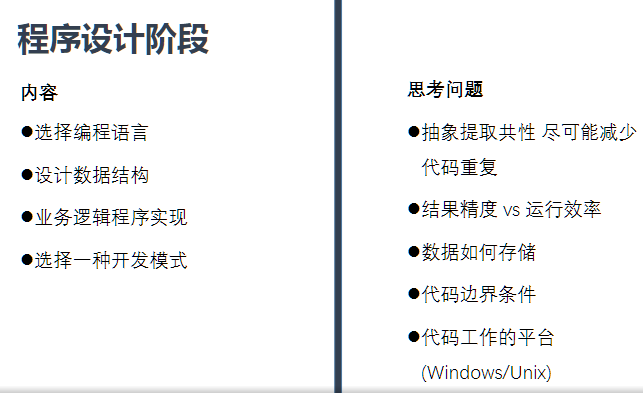 程序设计阶段
内容
●选择编程语言
●设计数据结构
●业务逻辑程序实现
●选择一种开发模式
思考问题
●抽象提取共性 尽可能减少
代码重复
●结果精度 vs 运行效率
●数据如何存储
●代码边界条件
●代码工作的平台
(Windows/Unix)